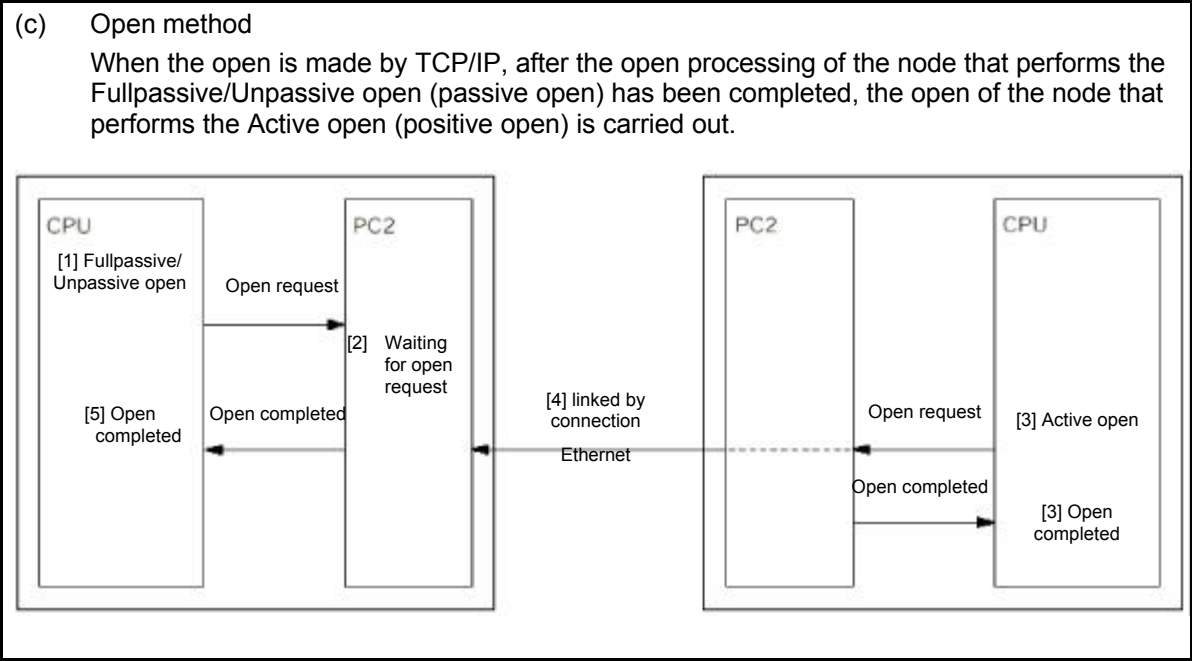 (c) Open method
When the open is made by TCP/IP, after the open processing of the node that performs the
Fullpassive/Unpassive open (passive open) has been completed, the open of the node that
performs the Active open (positive open) is carried out.
CPU
[1] Fullpassive/
Unpassive open
Open request
PC2
[2] Waiting
for open
request
[5] Open
completed
Open completed
[4] linked by
connection
Ethernet
PC2
CPU
Open request
[3] Active open
Open completed
[3] Open
completed